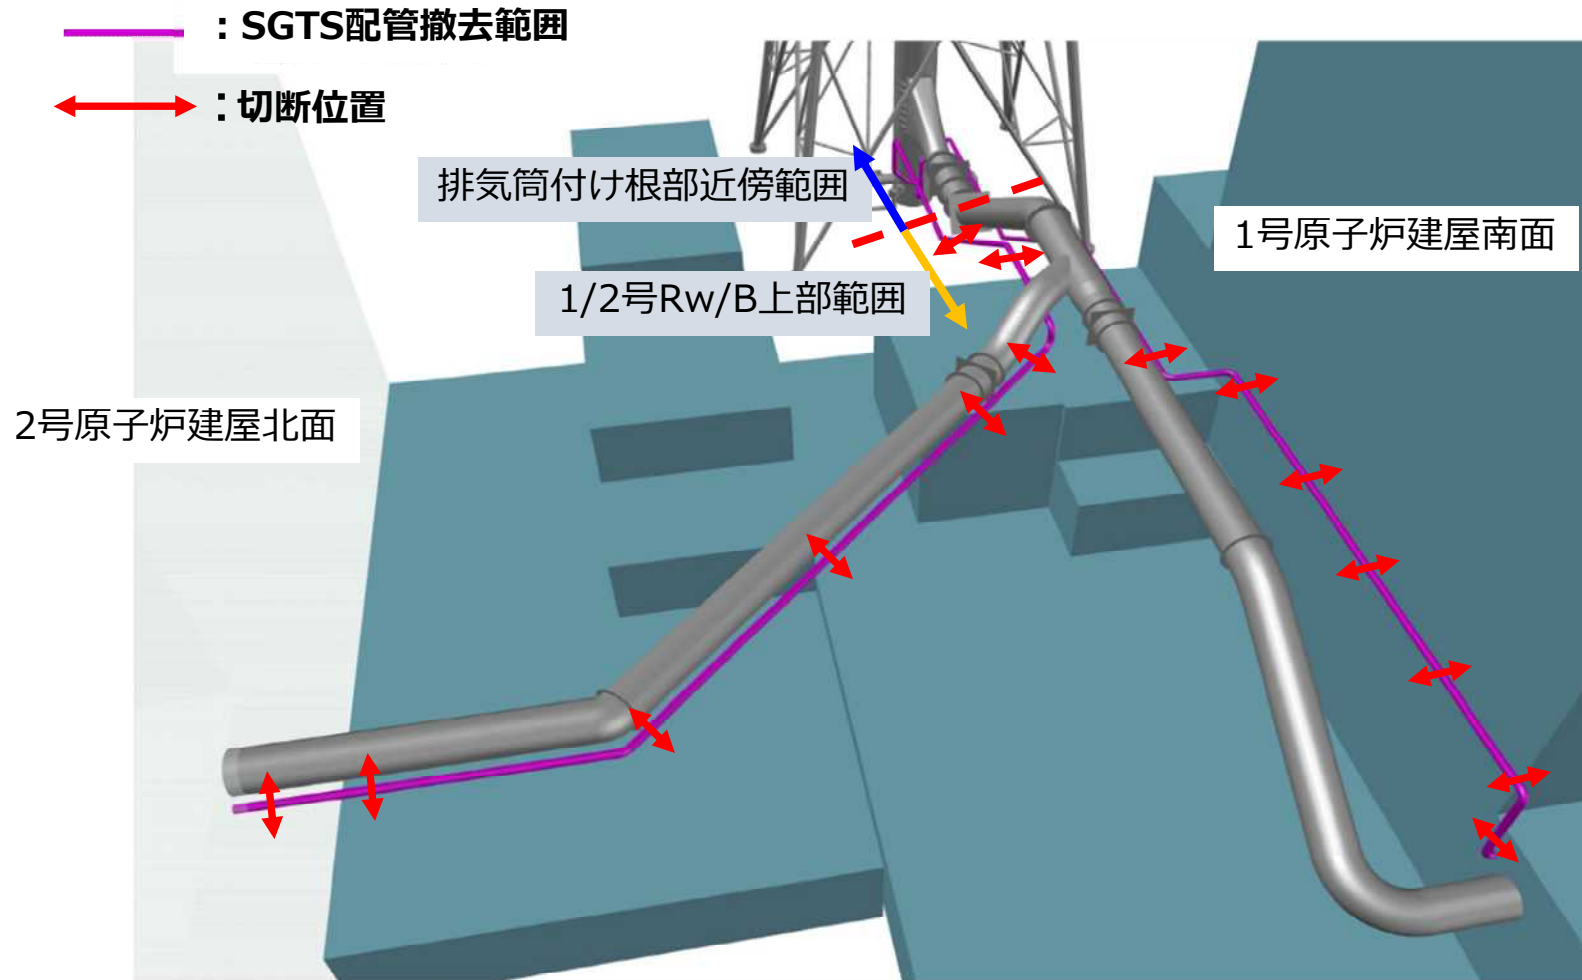 ：SGTS配管撤去範囲
：切断位置
排気筒付け根部近傍範囲
1号原子炉建屋南面
1/2号Rw/B上部範囲
2号原子炉建屋北面